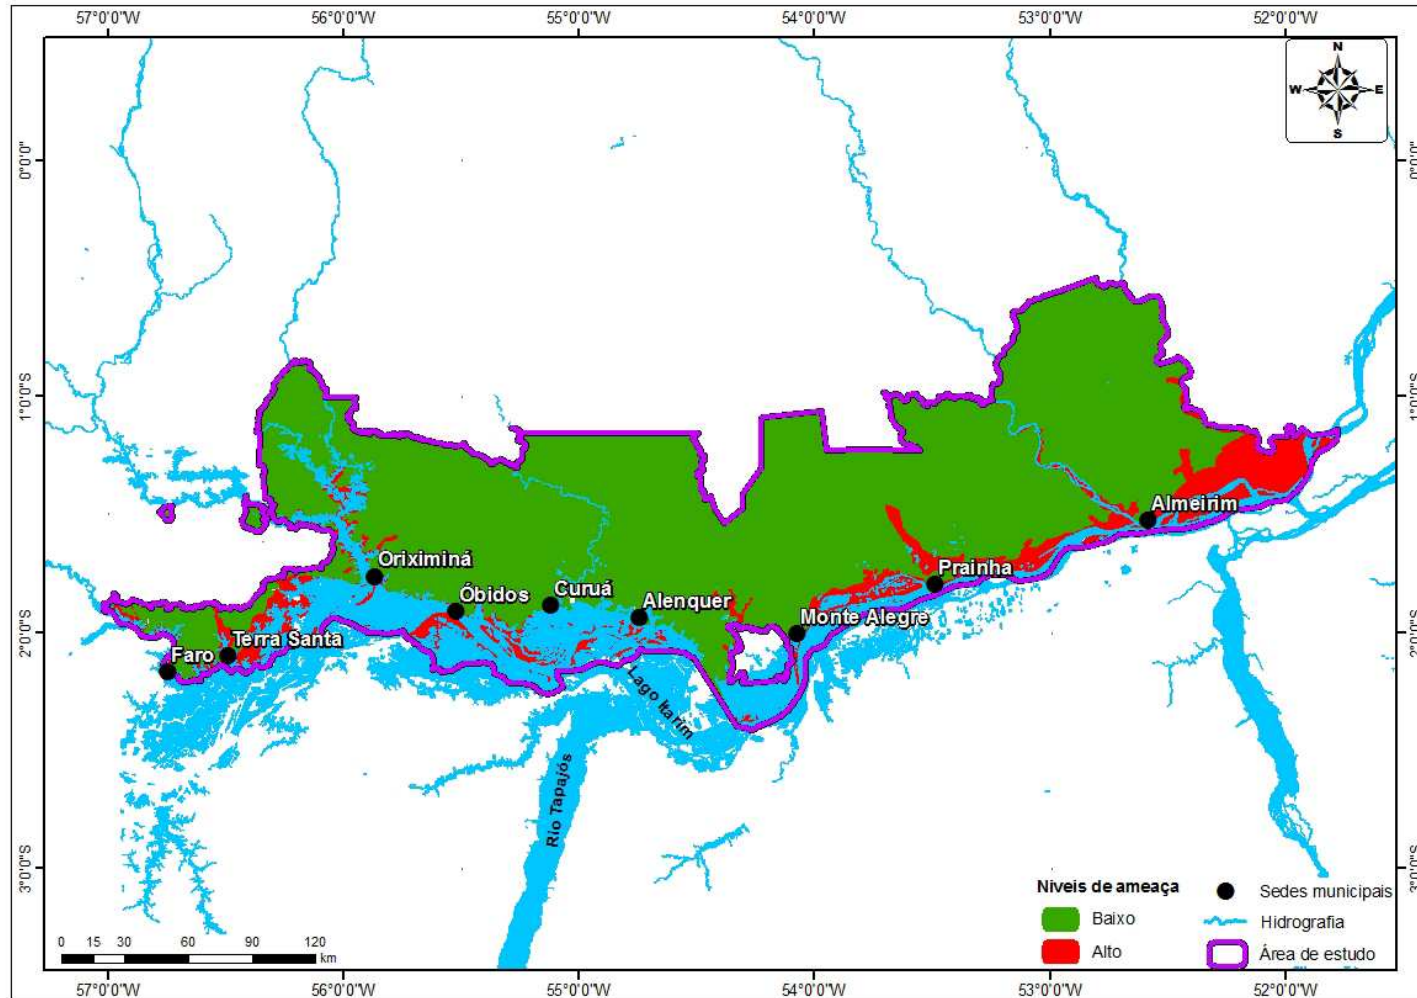 57°0'0"W 56°0'0"W 55°0'0"W 54°0'0"W 53°0'0"W 52°0'0"W
N
W E
S
0°0'0" 0°0'0"
1°0'0"S 1°0'0"S
Almeirim
Oriximiná
Prainha
Óbidos
Curuá
Alenquer
Monte Alegre
2°0'0"S 2°0'0"S
Terra Santa
Faro
Lago Itarim
Rio Tapajós
3°0'0"S 3°0'0"S
Níveis de ameaça
Baixo
Alto
Sedes municipais
Hidrografia
Área de estudo
0 15 30 60 90 120
km
57°0'0"W 56°0'0"W 55°0'0"W 54°0'0"W 53°0'0"W 52°0'0"W